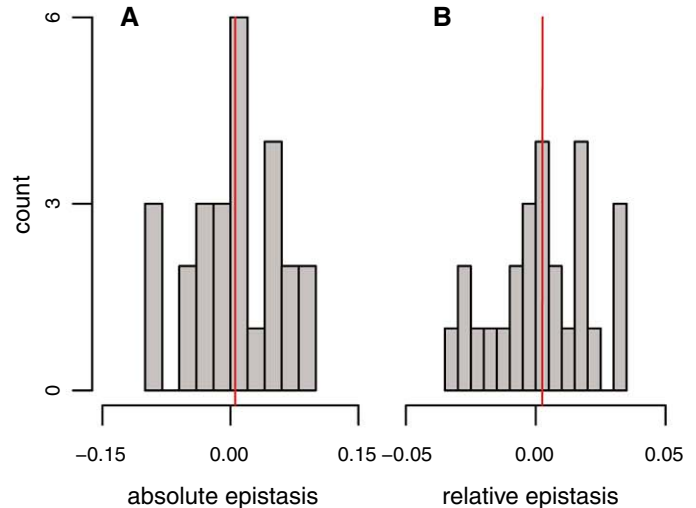 A
B
count
6
3
0
−0.15 0.00 0.15
−0.05 0.00 0.05
absolute epistasis
relative epistasis